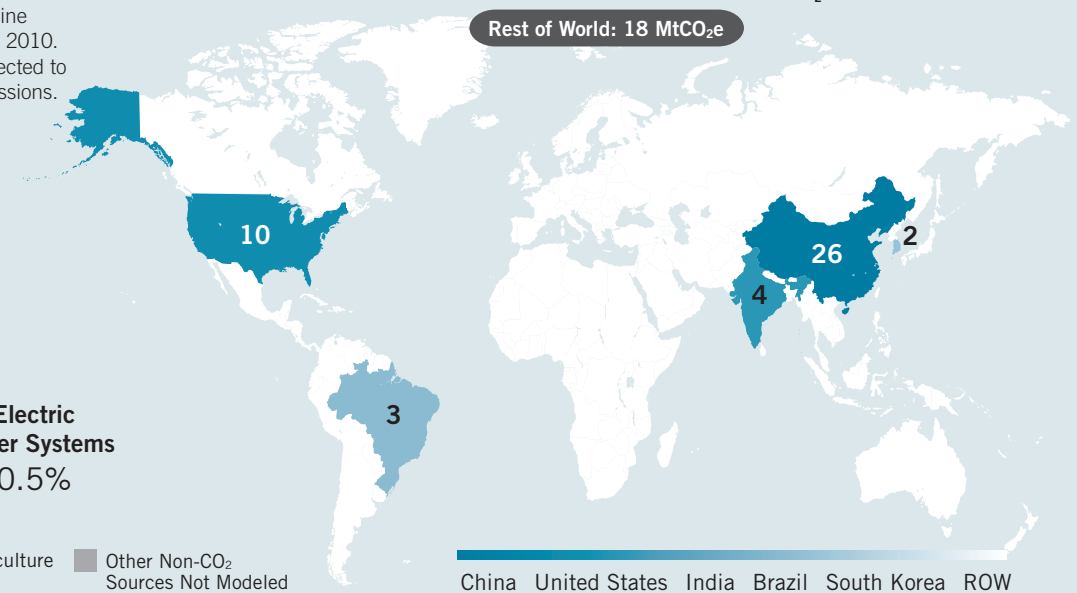 ine
2010.
ected to
ssions.
Rest of World: 18 MtCO₂e
10
26
2
4
3
Electric
er Systems
0.5%
culture
Other Non-CO₂
Sources Not Modeled
China United States India Brazil South Korea ROW